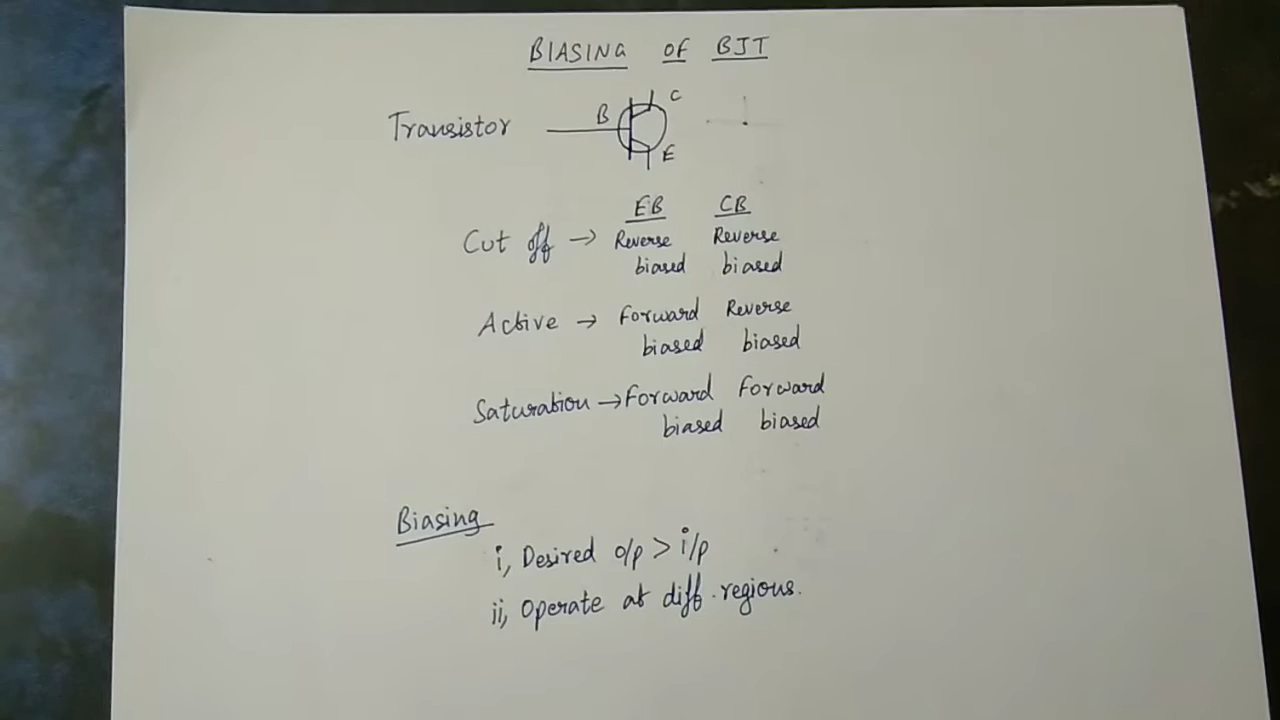 BIASING OF BJT
Transistor B C
E
EB CB
Cut off → Reverse biased Reverse biased
Active → Forward biased Reverse biased
Saturation → Forward biased Forward biased
Biasing
i, Desired o/p > i/p
ii, Operate at diff. regions.